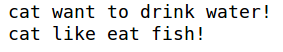 cat want to drink water!
cat like eat fish!